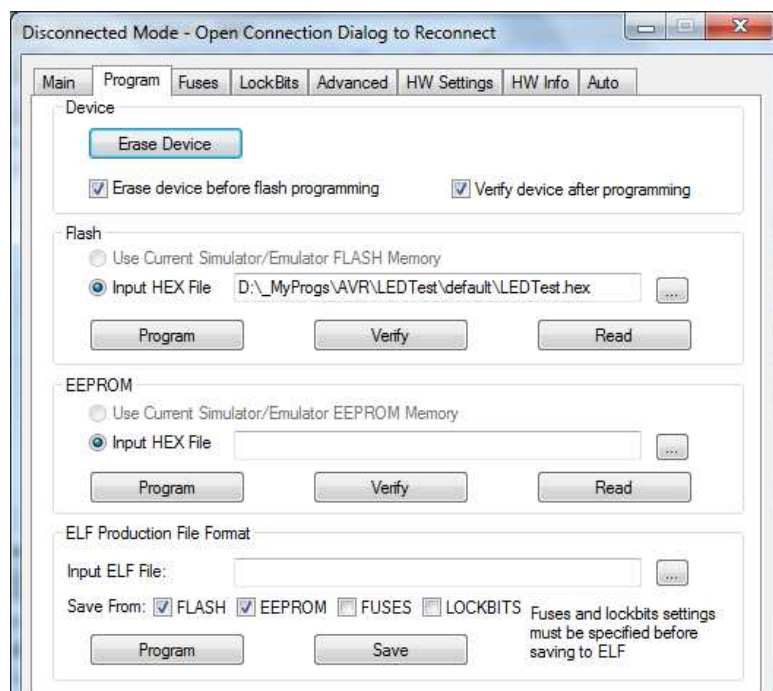 Disconnected Mode - Open Connection Dialog to Reconnect
Main Program Fuses LockBits Advanced HW Settings HW Info Auto
Device
Erase Device
Erase device before flash programming Verify device after programming
Flash
Use Current Simulator/Emulator FLASH Memory
Input HEX File D:\_MyProgs\AVR\LEDTest\default\LEDTest.hex ...
Program Verify Read
EEPROM
Use Current Simulator/Emulator EEPROM Memory
Input HEX File ...
Program Verify Read
ELF Production File Format
Input ELF File: ...
Save From: FLASH EEPROM FUSES LOCKBITS
Fuses and lockbits settings
must be specified before
saving to ELF
Program Save